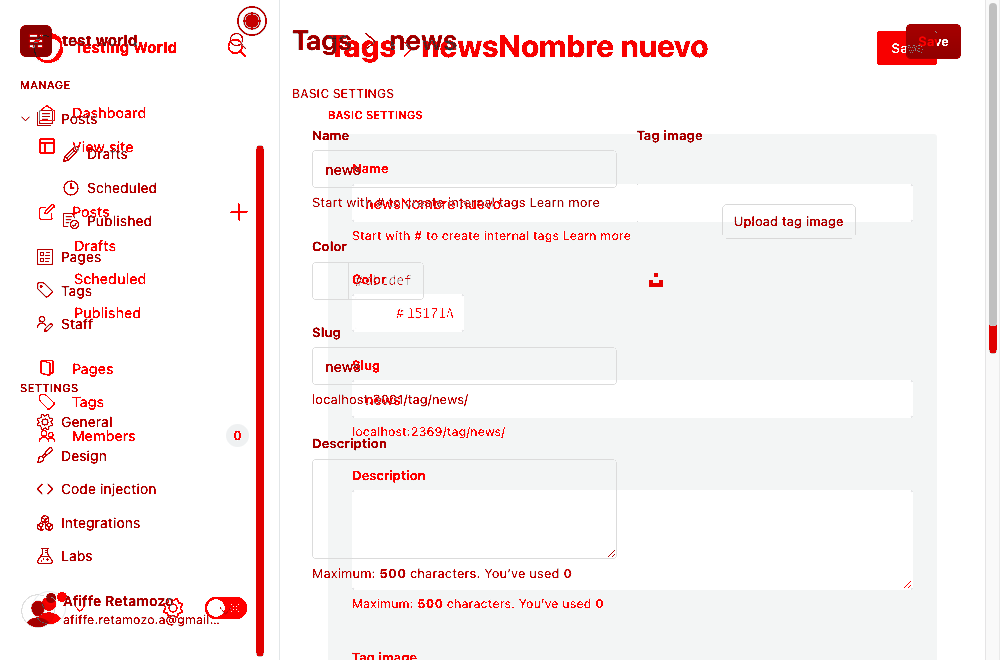 test world
Testing World
MANAGE
Dashboard
Posts
View site
Drafts
Scheduled
Posts
Published
Drafts
Pages
Scheduled
Tags
Published
Staff
Pages
SETTINGS
Tags
General
Members
0
Design
Code injection
Integrations
Labs
Afiffe Retamozo
afiffe.retamozo.a@gmail...
Tags > news
Tags > newsNombre nuevo
Save
Save
BASIC SETTINGS
BASIC SETTINGS
Name
Tag image
news
Name
newsNombre nuevo
Start with # to create internal tags Learn more
Upload tag image
Start with # to create internal tags Learn more
Color
Color
# 15171A
Slug
news
Slug
news
localhost:2369/tag/news/
Description
Description
Maximum: 500 characters. You’ve used 0
Maximum: 500 characters. You’ve used 0
Tag image